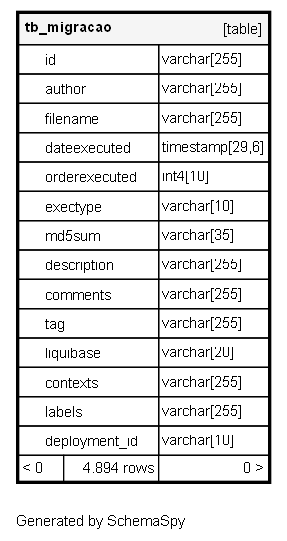 tb_migracao [table]
id varchar[255]
author varchar[255]
filename varchar[255]
dateexecuted timestamp[29,6]
orderexecuted int4[10]
exectype varchar[10]
md5sum varchar[35]
description varchar[255]
comments varchar[255]
tag varchar[255]
liquibase varchar[20]
contexts varchar[255]
labels varchar[255]
deployment_id varchar[10]
< 0 4.894 rows 0 >
Generated by SchemaSpy